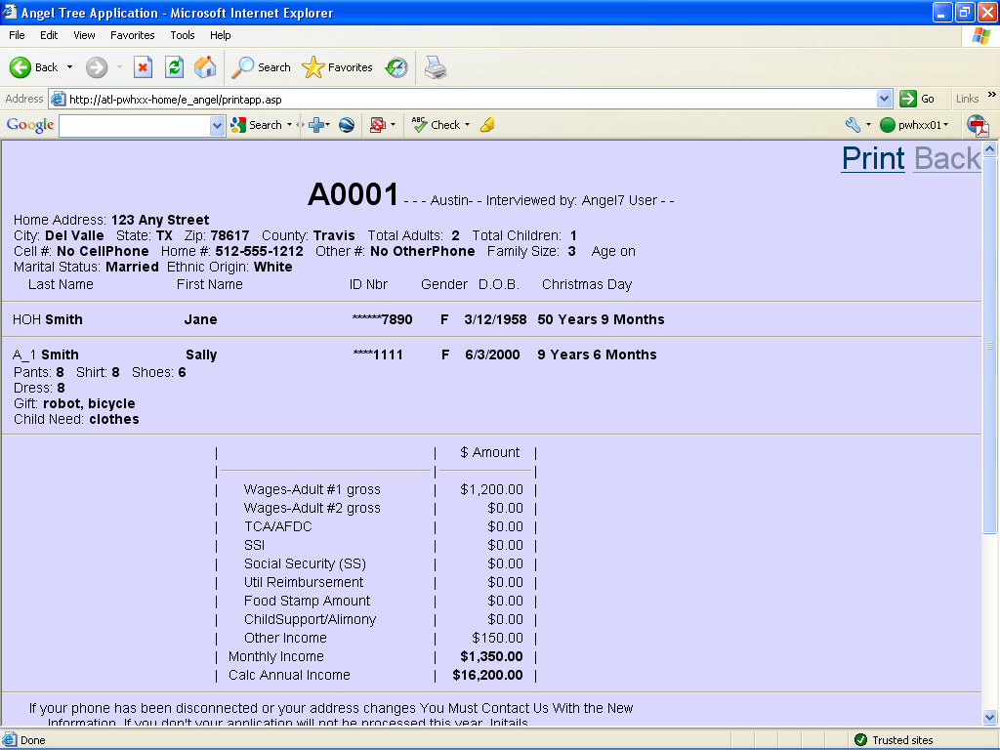 Angel Tree Application - Microsoft Internet Explorer
File Edit View Favorites Tools Help
Back Search Favorites
Address http://atl-pwhxx-home/e_angel/printapp.asp Go Links »
Google Search Check pwhxx01
Print Back
A0001 - - - Austin- - Interviewed by: Angel7 User - -
Home Address: 123 Any Street
City: Del Valle State: TX Zip: 78617 County: Travis Total Adults: 2 Total Children: 1
Cell #: No CellPhone Home #: 512-555-1212 Other #: No OtherPhone Family Size: 3 Age on
Marital Status: Married Ethnic Origin: White
Last Name First Name ID Nbr Gender D.O.B. Christmas Day
HOH Smith Jane ******7890 F 3/12/1958 50 Years 9 Months
A_1 Smith Sally ****1111 F 6/3/2000 9 Years 6 Months
Pants: 8 Shirt: 8 Shoes: 6
Dress: 8
Gift: robot, bicycle
Child Need: clothes
| | $ Amount |
| | |
| Wages-Adult #1 gross | $1,200.00 |
| Wages-Adult #2 gross | $0.00 |
| TCA/AFDC | $0.00 |
| SSI | $0.00 |
| Social Security (SS) | $0.00 |
| Util Reimbursement | $0.00 |
| Food Stamp Amount | $0.00 |
| ChildSupport/Alimony | $0.00 |
| Other Income | $150.00 |
| Monthly Income | $1,350.00 |
| Calc Annual Income | $16,200.00 |
If your phone has been disconnected or your address changes You Must Contact Us With the New
Information. If you don't your application will not be processed this year. Initails
Done Trusted sites